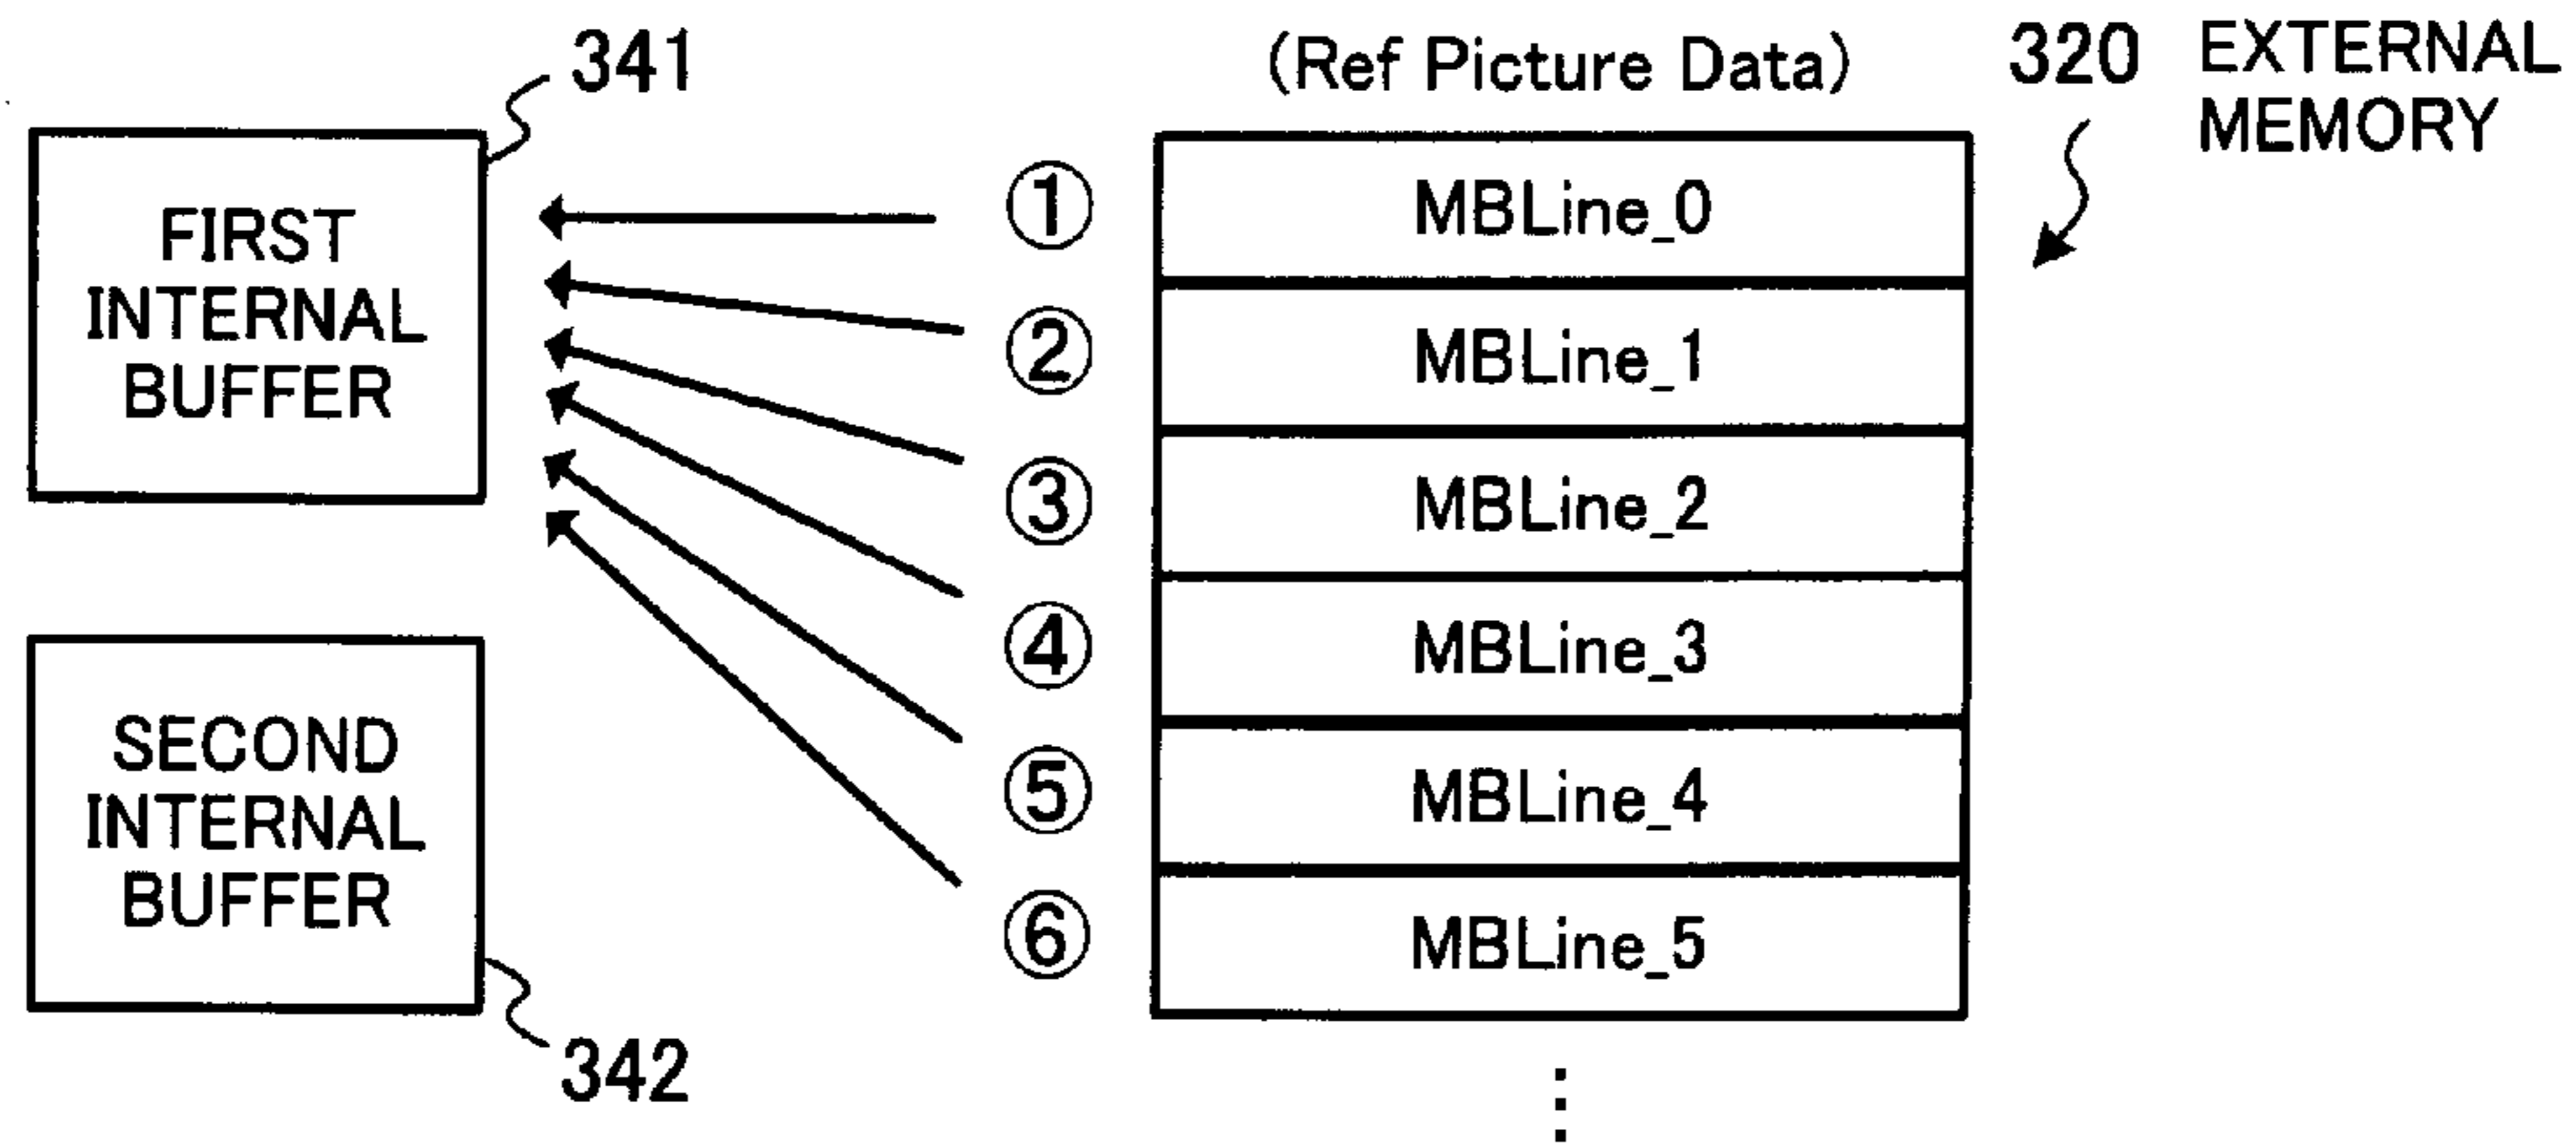 341
FIRST
INTERNAL
BUFFER
SECOND
INTERNAL
BUFFER
342
(Ref Picture Data)
320 EXTERNAL
MEMORY
① MBLine_0
② MBLine_1
③ MBLine_2
④ MBLine_3
⑤ MBLine_4
⑥ MBLine_5